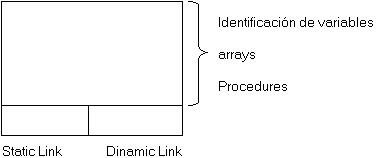 Identificación de variables
arrays
Procedures
Static Link
Dinamic Link